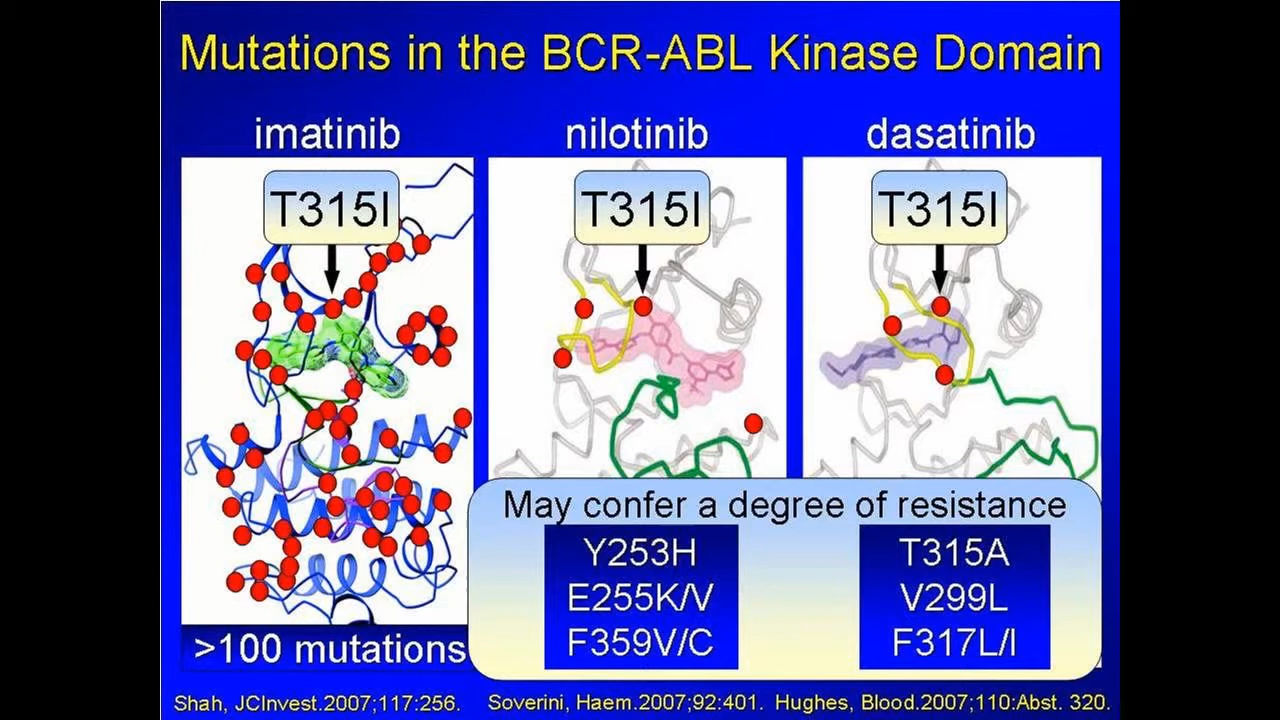 Mutations in the BCR-ABL Kinase Domain
imatinib
nilotinib
dasatinib
T315I
T315I
T315I
May confer a degree of resistance
Y253H
E255K/V
F359V/C
T315A
V299L
F317L/I
>100 mutations
Shah, JCInvest.2007;117:256.
Soverini, Haem.2007;92:401.
Hughes, Blood.2007;110:Abst. 320.